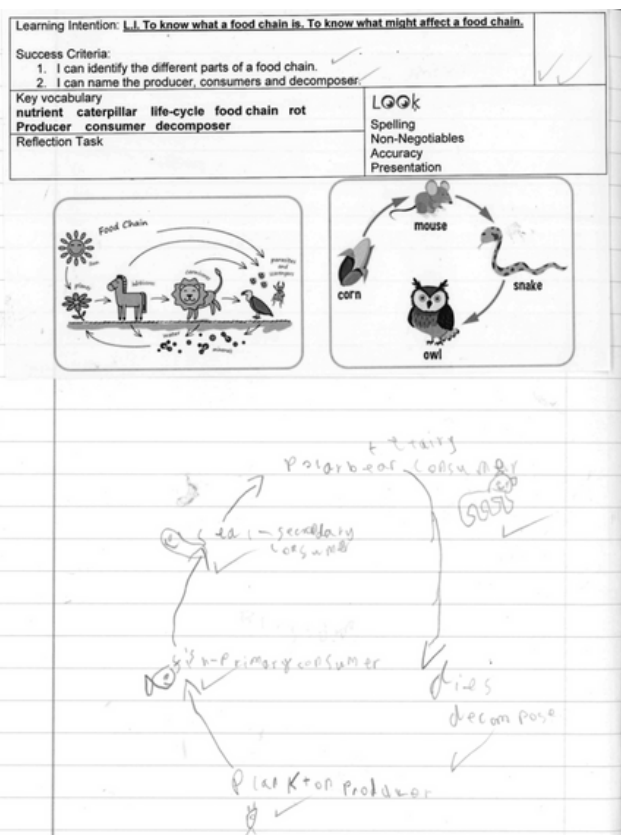 Learning Intention: L.I. To know what a food chain is. To know what might affect a food chain.
Success Criteria:
1. I can identify the different parts of a food chain.
2. I can name the producer, consumers and decomposer.
Key vocabulary
nutrient caterpillar life-cycle food chain rot
Producer consumer decomposer
Reflection Task
LOOk
Spelling
Non-Negotiables
Accuracy
Presentation
Food Chain
sun
plants
minerals
corn
mouse
snake
owl
Polarbear consumer
consumer
fish-primary consumer
dies
decompose
Plankton producer